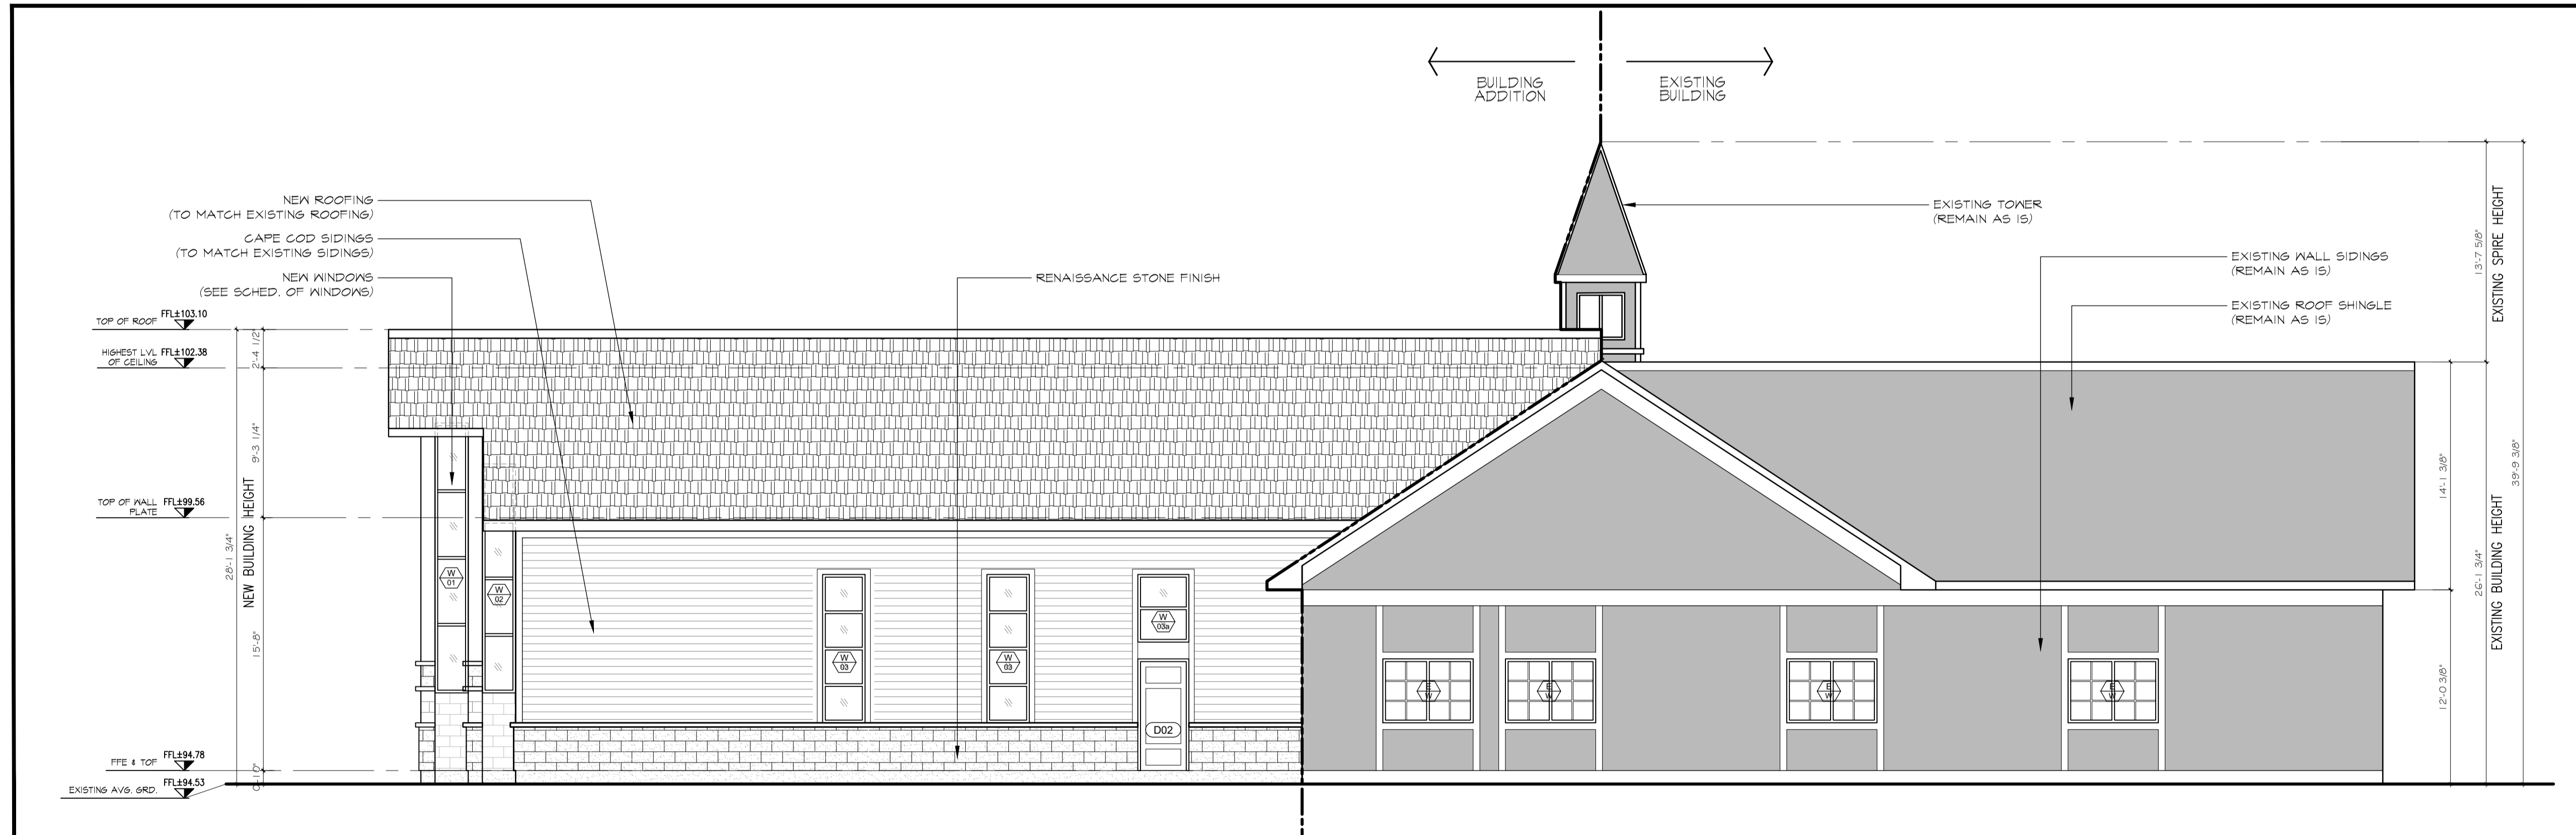 BUILDING
ADDITION
EXISTING
BUILDING
NEW ROOFING
(TO MATCH EXISTING ROOFING)
CAPE COD SIDINGS
(TO MATCH EXISTING SIDINGS)
NEW WINDOWS
(SEE SCHED. OF WINDOWS)
RENAISSANCE STONE FINISH
EXISTING TOWER
(REMAIN AS IS)
EXISTING WALL SIDINGS
(REMAIN AS IS)
EXISTING ROOF SHINGLE
(REMAIN AS IS)
TOP OF ROOF FFL±103.10
HIGHEST LVL FFL±102.38
OF CEILING
TOP OF WALL FFL±99.56
PLATE
FFE & TOF FFL±94.78
EXISTING AVG. GRD. FFL±94.53
28'-1 3/4"
NEW BUILDING HEIGHT
2'-4 1/2"
9'-3 1/4"
15'-8"
0'-10"
W
01
W
02
W
03
W
03
W
03a
D02
E
W
E
W
E
W
E
W
14'-1 3/8"
12'-0 3/8"
13'-7 5/8"
EXISTING SPIRE HEIGHT
26'-1 3/4"
EXISTING BUILDING HEIGHT
39'-9 3/8"